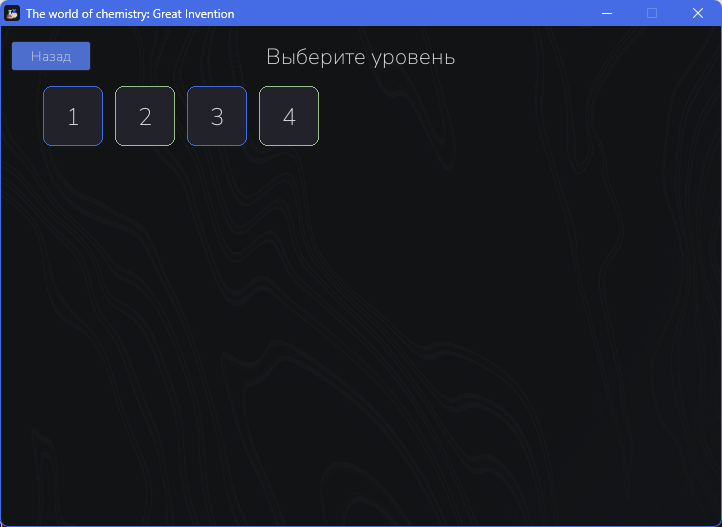 The world of chemistry: Great Invention
Назад
Выберите уровень
1 2 3 4